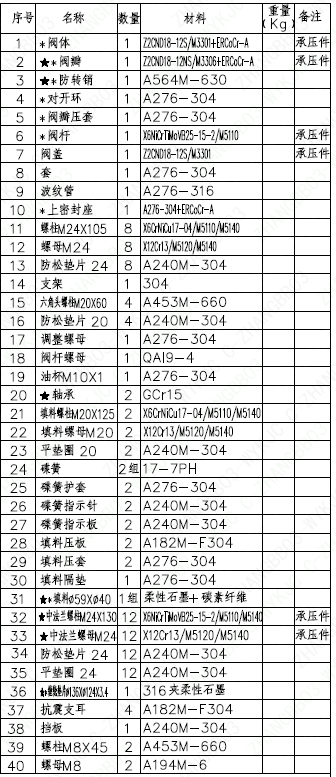 序号 名称 数量 材料 重量(Kg) 备注
1 *阀体 1 Z2CND18-12S/M3301+ERCoCr-A 承压件
2 ★*阀瓣 1 Z2CND18-12NS/M3306+ERCoCr-A 承压件
3 ★*防转销 1 A564M-630
4 *对开环 1 A276-304
5 *阀瓣压套 1 A276-304
6 *阀杆 1 X6NiCrTiMoVB25-15-2/M5110 承压件
7 阀盖 1 Z2CND18-12S/M3301 承压件
8 套 1 A276-304
9 波纹管 1 A276-316
10 *上密封座 1 A276-304+ERCoCr-A
11 螺柱M24X105 8 X6CrNiCu17-04/M5110/M5140
12 螺母M24 8 X12Cr13/M5120/M5140
13 防松垫片24 8 A240M-304
14 支架 1 304
15 六角头螺柱M20X60 4 A453M-660
16 防松垫片20 4 A240M-304
17 调整螺母 1 A276-304
18 阀杆螺母 1 QAl9-4
19 油杯M10X1 1 A276-304
20 ★轴承 2 GCr15
21 填料螺柱M20X125 2 X6CrNiCu17-04/M5110/M5140
22 填料螺母M20 2 X12Cr13/M5120/M5140
23 平垫圈20 2 A240M-304
24 碟簧 2组 17-7PH
25 碟簧护套 2 A276-304
26 碟簧指示针 2 A240M-304
27 碟簧指示板 2 A240M-304
28 填料压板 2 A182M-F304
29 填料压套 2 A276-304
30 填料隔垫 1 A276-304
31 ★*填料ø59Xø40 1组 柔性石墨+碳素纤维
32 ★中法兰螺柱M24X130 12 X6NiCrTiMoVB25-15-2/M5110/M5140 承压件
33 ★中法兰螺母M24 12 X12Cr13/M5120/M5140 承压件
34 防松垫片24 12 A240M-304
35 平垫圈24 12 A240M-304
36 ø136Xø124X3.4 1 316夹柔性石墨
37 抗震支耳 4 A182M-F304
38 挡板 1 A240M-304
39 螺柱M8X45 2 A453M-660
40 螺母M8 2 A194M-6